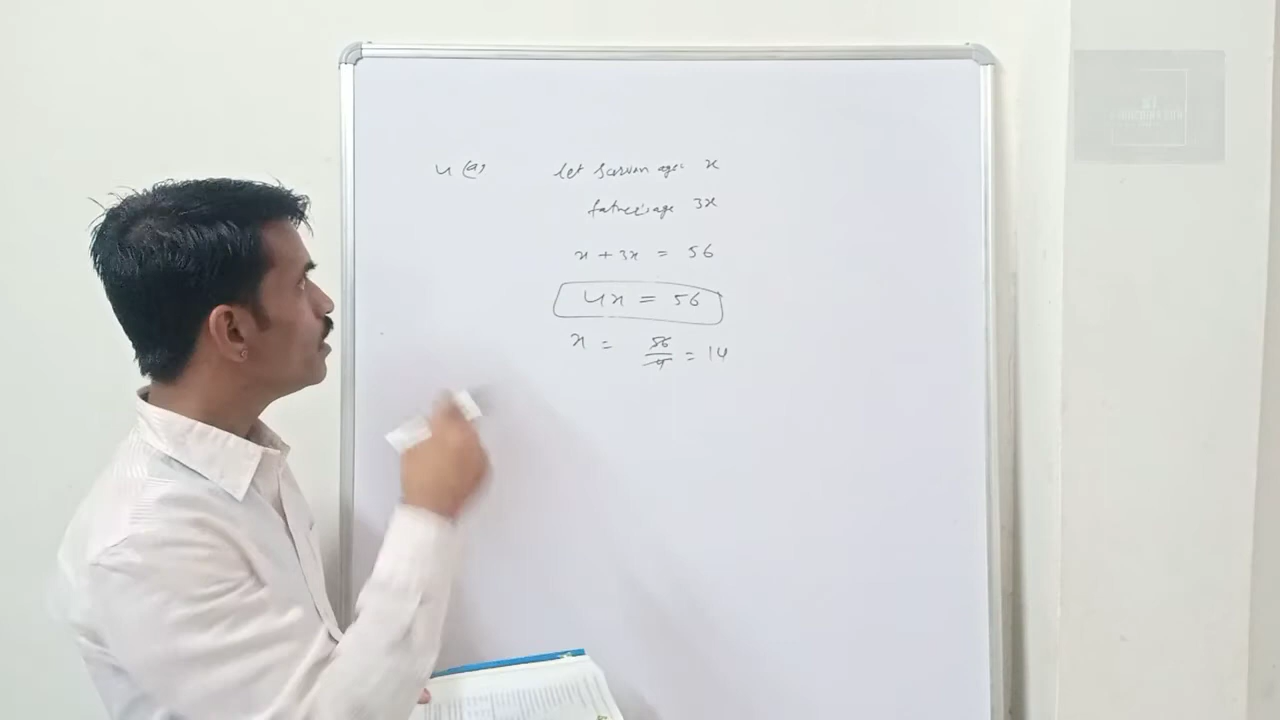 4 (a) let Sarvan age: x
father's age 3x
x + 3x = 56
4x = 56
x = 56/4 = 14